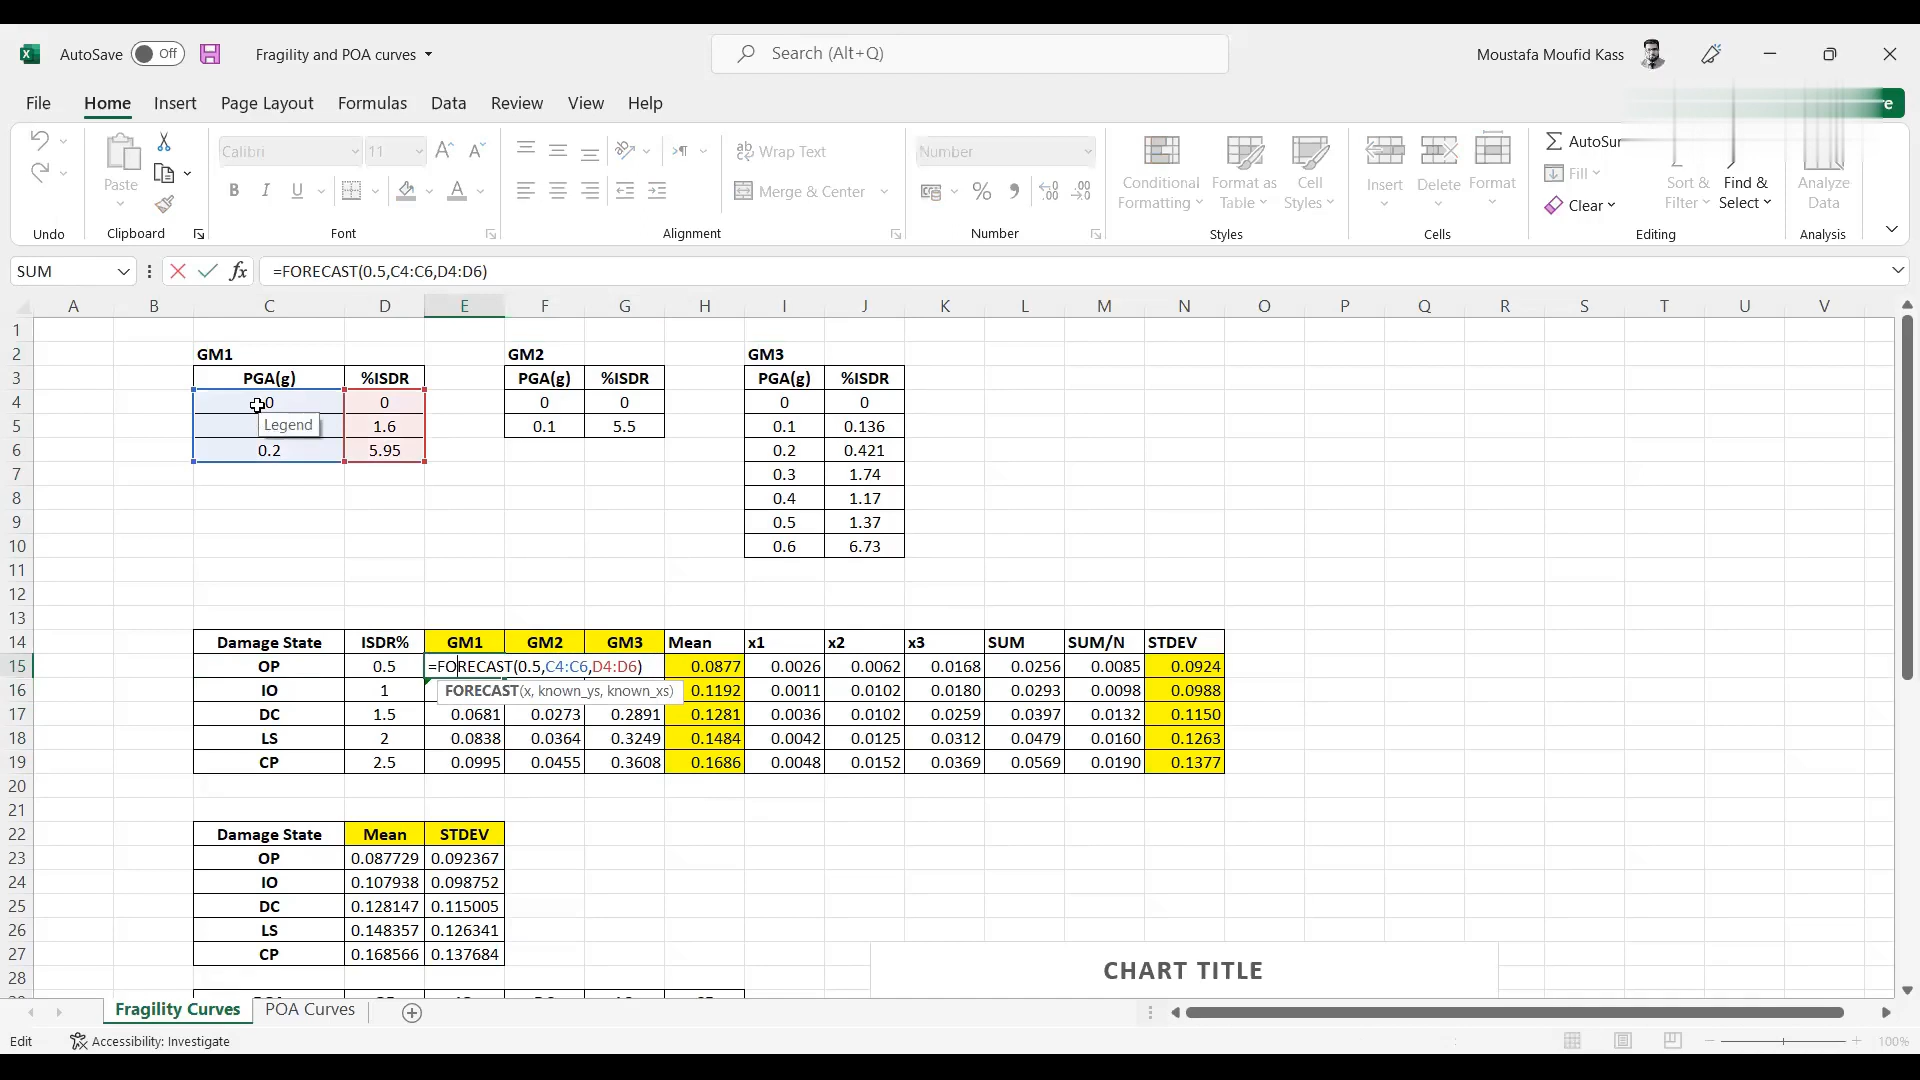 AutoSave Off Fragility and POA curves Search (Alt+Q) Moustafa Moufid Kass
File Home Insert Page Layout Formulas Data Review View Help
Calibri 11 Wrap Text Number AutoSum
Paste Merge & Center Conditional Formatting Format as Table Cell Styles Insert Delete Format Fill Clear Sort & Filter Find & Select Analyze Data
Undo Clipboard Font Alignment Number Styles Cells Editing Analysis
SUM fx =FORECAST(0.5,C4:C6,D4:D6)
A B C D E F G H I J K L M N O P Q R S T U V
1
2 GM1 GM2 GM3
3 PGA(g) %ISDR PGA(g) %ISDR PGA(g) %ISDR
4 0 0 0 0 0 0
5 Legend 1.6 0.1 5.5 0.1 0.136
6 0.2 5.95 0.2 0.421
7 0.3 1.74
8 0.4 1.17
9 0.5 1.37
10 0.6 6.73
11
12
13
14 Damage State ISDR% GM1 GM2 GM3 Mean x1 x2 x3 SUM SUM/N STDEV
15 OP 0.5 =FORECAST(0.5,C4:C6,D4:D6) 0.0877 0.0026 0.0062 0.0168 0.0256 0.0085 0.0924
16 IO 1 FORECAST(x, known_ys, known_xs) 0.1192 0.0011 0.0102 0.0180 0.0293 0.0098 0.0988
17 DC 1.5 0.0681 0.0273 0.2891 0.1281 0.0036 0.0102 0.0259 0.0397 0.0132 0.1150
18 LS 2 0.0838 0.0364 0.3249 0.1484 0.0042 0.0125 0.0312 0.0479 0.0160 0.1263
19 CP 2.5 0.0995 0.0455 0.3608 0.1686 0.0048 0.0152 0.0369 0.0569 0.0190 0.1377
20
21
22 Damage State Mean STDEV
23 OP 0.087729 0.092367
24 IO 0.107938 0.098752
25 DC 0.128147 0.115005
26 LS 0.148357 0.126341
27 CP 0.168566 0.137684
28 CHART TITLE
Fragility Curves POA Curves
Edit Accessibility: Investigate 100%